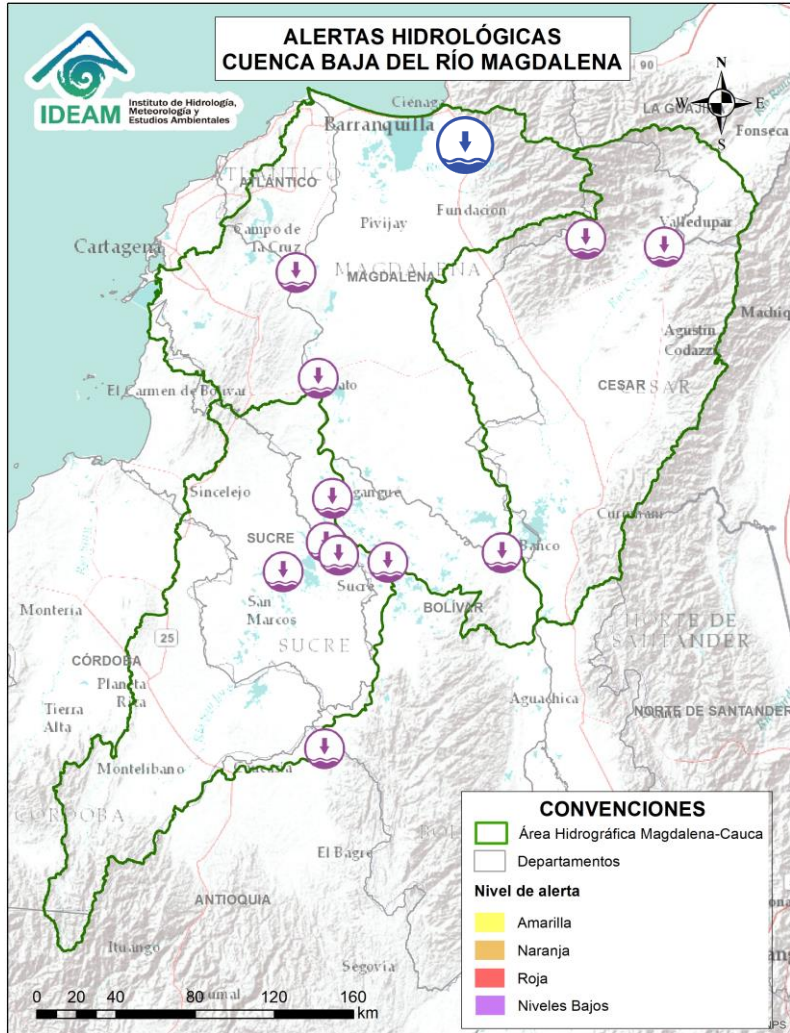 ALERTAS HIDROLÓGICAS
CUENCA BAJA DEL RÍO MAGDALENA
IDEAM
Instituto de Hidrología,
Meteorología y
Estudios Ambientales
N
W
E
S
90
LA GUAJIRA
Fonseca
Ciénaga
Barranquilla
ATLÁNTICO
ATLÁNTICO
Fundación
Pivijay
Valledupar
Campo de
la Cruz
Cartagena
MAGDALENA
MAGDALENA
Agustín
Codazzi
CESAR
CESAR
El Carmen de Bolívar
Sincelejo
gangué
Curumaní
SUCRE
Banco
Sucre
San
Marcos
BOLÍVAR
Montería
25
SUCRE
NORTE DE
SANTANDER
CÓRDOBA
Planeta
Rica
Aguachica
NORTE DE SANTANDER
Tierra
Alta
Montelíbano
CÓRDOBA
El Bagre
ANTIOQUIA
Ituango
Segovia
CONVENCIONES
Área Hidrográfica Magdalena-Cauca
Departamentos
Nivel de alerta
Amarilla
Naranja
Roja
Niveles Bajos
0 20 40 80 120 160
km